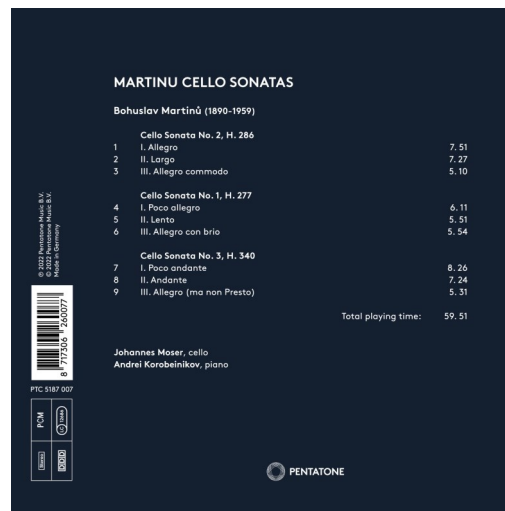 MARTINU CELLO SONATAS
Bohuslav Martinů (1890-1959)
Cello Sonata No. 2, H. 286
1 I. Allegro 7. 51
2 II. Largo 7. 27
3 III. Allegro commodo 5. 10
Cello Sonata No. 1, H. 277
4 I. Poco allegro 6. 11
5 II. Lento 5. 51
6 III. Allegro con brio 5. 54
Cello Sonata No. 3, H. 340
7 I. Poco andante 8. 26
8 II. Andante 7. 24
9 III. Allegro (ma non Presto) 5. 31
Total playing time: 59. 51
Johannes Moser, cello
Andrei Korobeinikov, piano
℗ 2022 Pentatone Music B.V.
© 2022 Pentatone Music B.V.
Made in Germany
8 717306 260077
PTC 5187 007
PCM
LC 12686
Stereo
DDD
PENTATONE